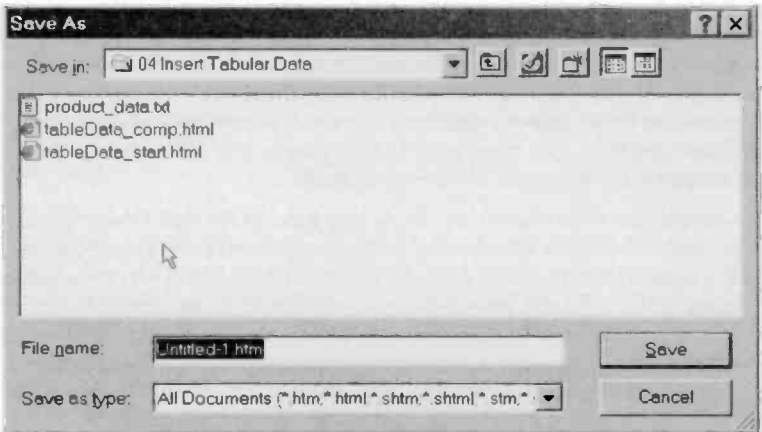 Save As
Save in: 04 Insert Tabular Data
product_data.txt
tableData_comp.html
tableData_start.html
File name: Untitled-1.htm
Save
Save as type: All Documents (*.htm;*.html;*.shtm;*.shtml;*.stm;*.
Cancel